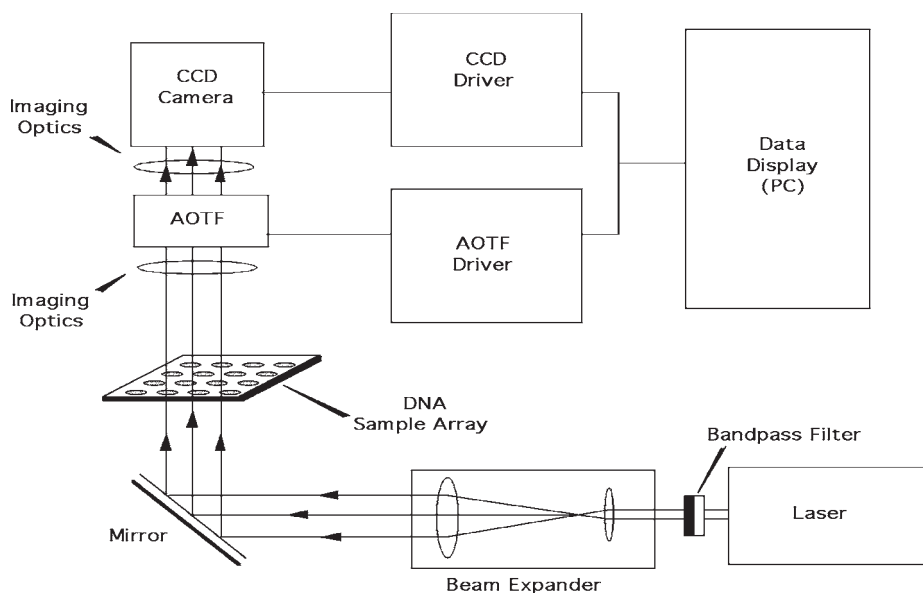 CCD
Camera
CCD
Driver
Imaging
Optics
Data
Display
(PC)
AOTF
AOTF
Driver
Imaging
Optics
DNA
Sample Array
Bandpass Filter
Laser
Mirror
Beam Expander